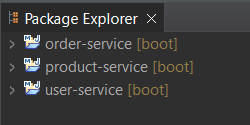 Package Explorer
order-service [boot]
product-service [boot]
user-service [boot]